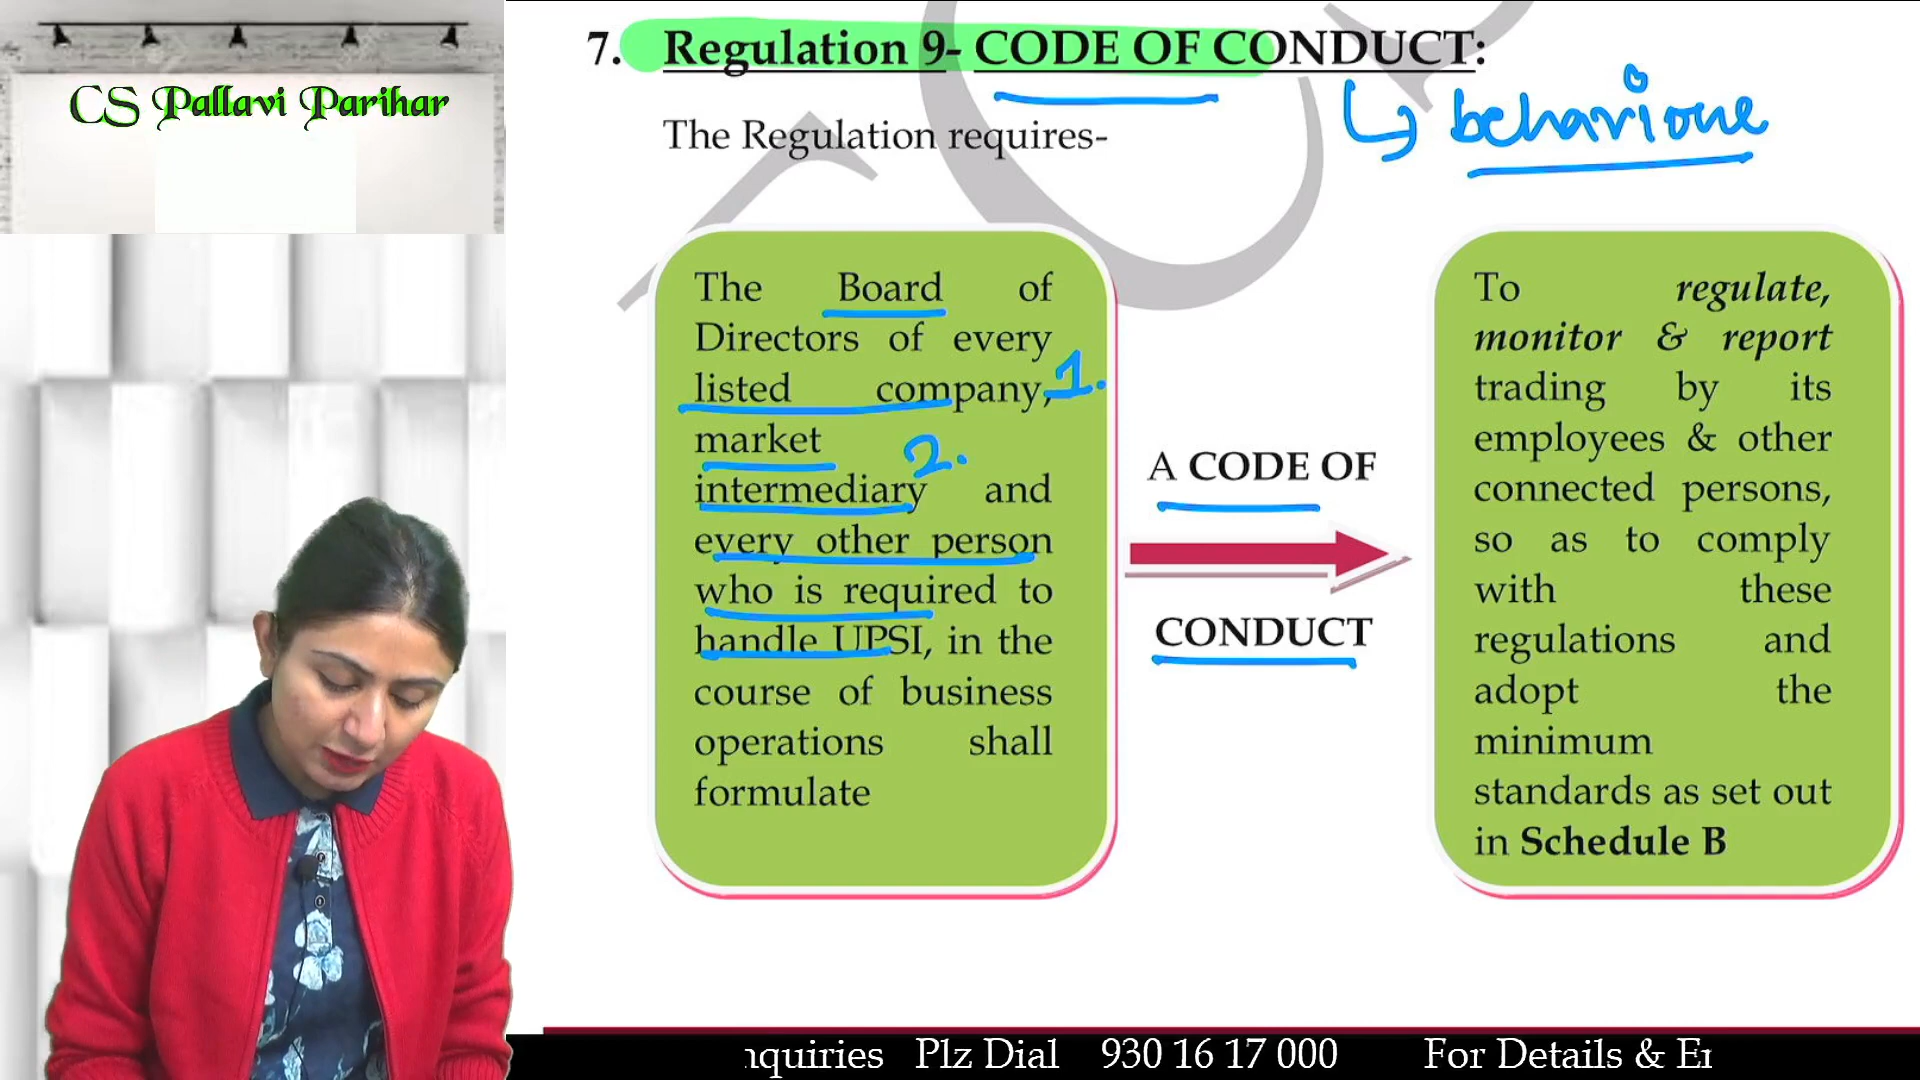 CS Pallavi Parihar
7. Regulation 9- CODE OF CONDUCT:
behaviour
The Regulation requires-
The Board of
Directors of every
listed company, 1.
market
intermediary 2. and
every other person
who is required to
handle UPSI, in the
course of business
operations shall
formulate
A CODE OF
CONDUCT
To regulate,
monitor & report
trading by its
employees & other
connected persons,
so as to comply
with these
regulations and
adopt the
minimum
standards as set out
in Schedule B
nquiries Plz Dial 930 16 17 000 For Details & En